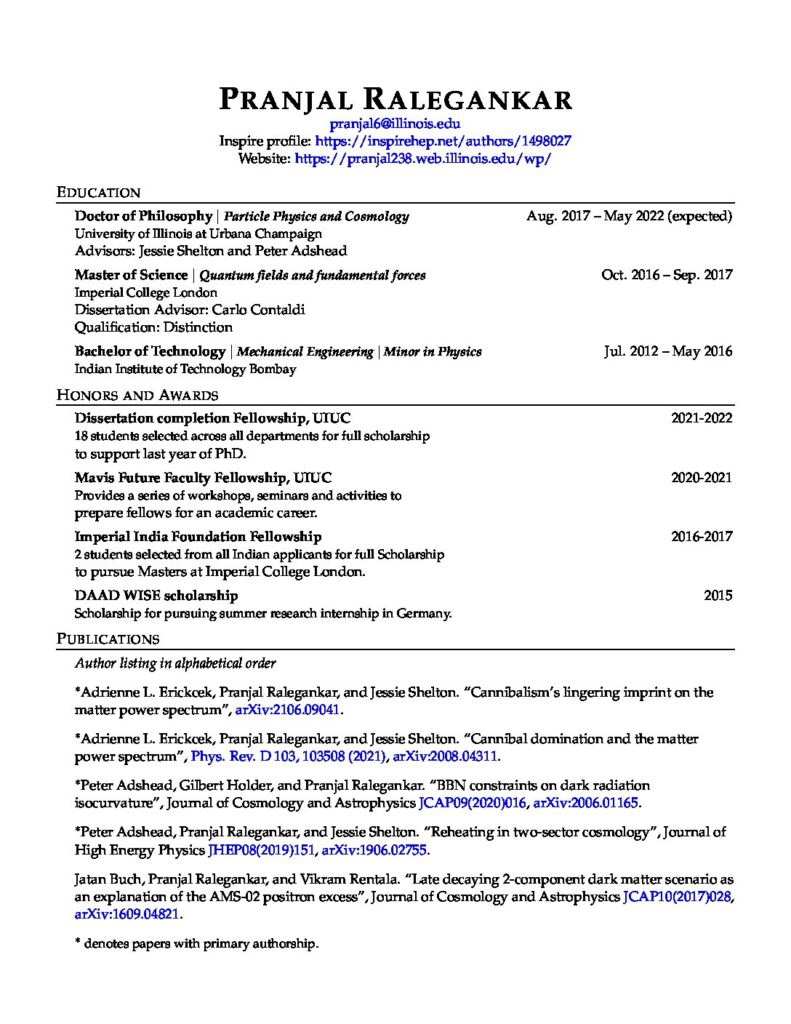 PRANJAL RALEGANKAR
pranjal6@illinois.edu
Inspire profile: https://inspirehep.net/authors/1498027
Website: https://pranjal238.web.illinois.edu/wp/
EDUCATION
Doctor of Philosophy | Particle Physics and Cosmology Aug. 2017 – May 2022 (expected)
University of Illinois at Urbana Champaign
Advisors: Jessie Shelton and Peter Adshead
Master of Science | Quantum fields and fundamental forces Oct. 2016 – Sep. 2017
Imperial College London
Dissertation Advisor: Carlo Contaldi
Qualification: Distinction
Bachelor of Technology | Mechanical Engineering | Minor in Physics Jul. 2012 – May 2016
Indian Institute of Technology Bombay
HONORS AND AWARDS
Dissertation completion Fellowship, UIUC 2021-2022
18 students selected across all departments for full scholarship
to support last year of PhD.
Mavis Future Faculty Fellowship, UIUC 2020-2021
Provides a series of workshops, seminars and activities to
prepare fellows for an academic career.
Imperial India Foundation Fellowship 2016-2017
2 students selected from all Indian applicants for full Scholarship
to pursue Masters at Imperial College London.
DAAD WISE scholarship 2015
Scholarship for pursuing summer research internship in Germany.
PUBLICATIONS
Author listing in alphabetical order
*Adrienne L. Erickcek, Pranjal Ralegankar, and Jessie Shelton. “Cannibalism’s lingering imprint on the
matter power spectrum”, arXiv:2106.09041.
*Adrienne L. Erickcek, Pranjal Ralegankar, and Jessie Shelton. “Cannibal domination and the matter
power spectrum”, Phys. Rev. D 103, 103508 (2021), arXiv:2008.04311.
*Peter Adshead, Gilbert Holder, and Pranjal Ralegankar. “BBN constraints on dark radiation
isocurvature”, Journal of Cosmology and Astrophysics JCAP09(2020)016, arXiv:2006.01165.
*Peter Adshead, Pranjal Ralegankar, and Jessie Shelton. “Reheating in two-sector cosmology”, Journal of
High Energy Physics JHEP08(2019)151, arXiv:1906.02755.
Jatan Buch, Pranjal Ralegankar, and Vikram Rentala. “Late decaying 2-component dark matter scenario as
an explanation of the AMS-02 positron excess”, Journal of Cosmology and Astrophysics JCAP10(2017)028,
arXiv:1609.04821.
* denotes papers with primary authorship.